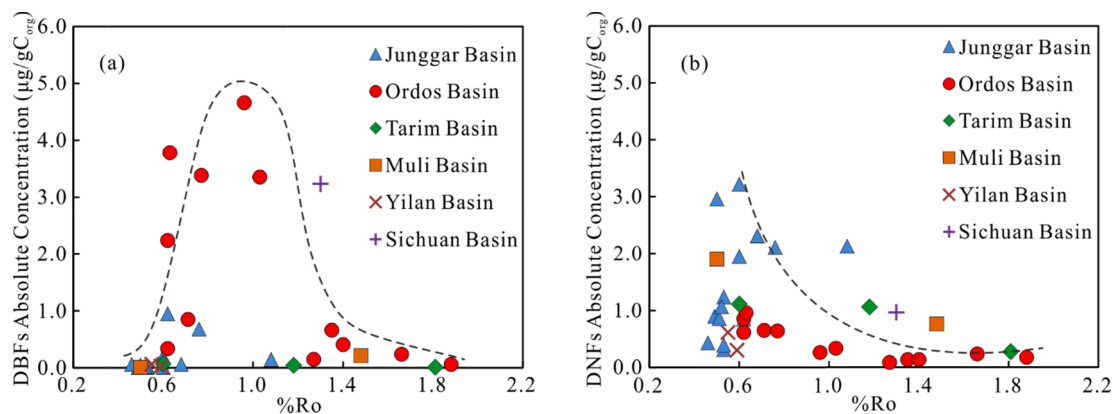 (a)
DBFs Absolute Concentration (μg/gCorg)
6.0
5.0
4.0
3.0
2.0
1.0
0.0
0.2
0.6
1.0
1.4
1.8
2.2
%Ro
Junggar Basin
Ordos Basin
Tarim Basin
Muli Basin
Yilan Basin
Sichuan Basin
(b)
DNFs Absolute Concentration (μg/gCorg)
6.0
5.0
4.0
3.0
2.0
1.0
0.0
0.2
0.6
1.0
1.4
1.8
2.2
%Ro
Junggar Basin
Ordos Basin
Tarim Basin
Muli Basin
Yilan Basin
Sichuan Basin